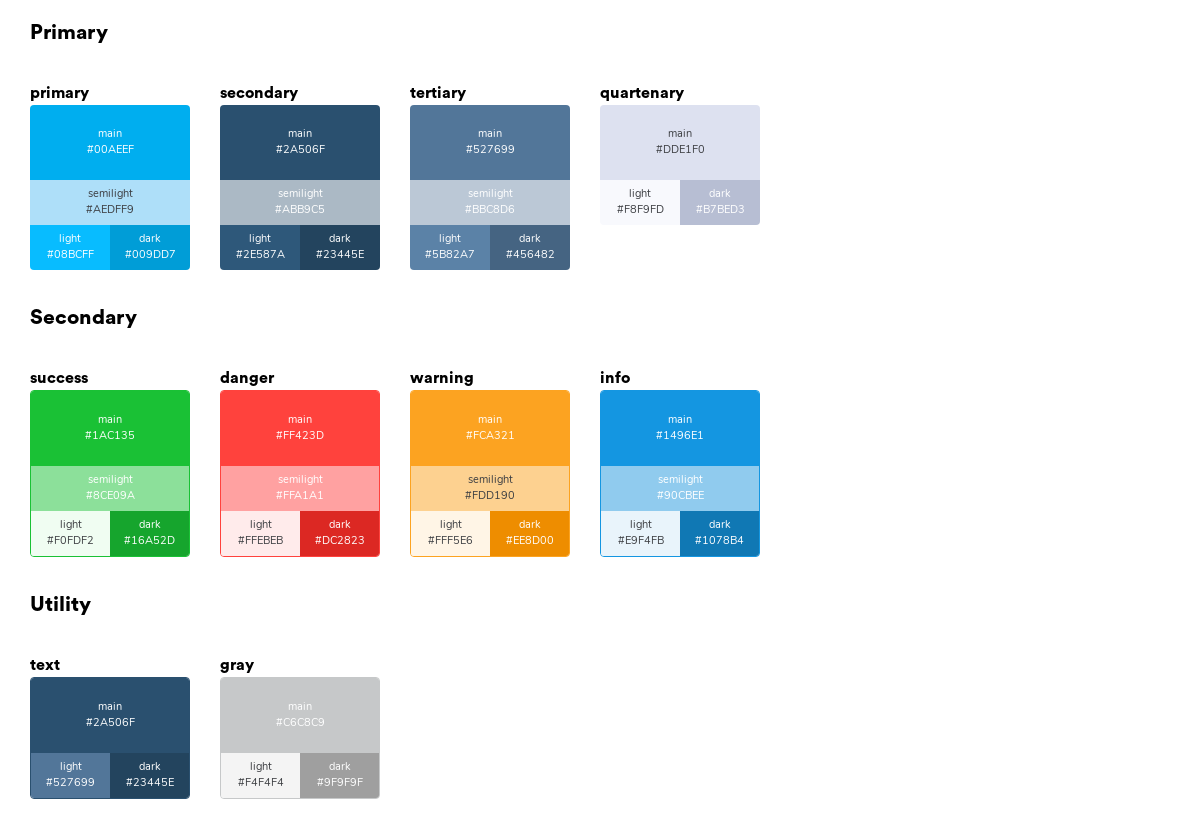 Primary
primary
main
#00AEEF
semilight
#AEDFF9
light
#08BCFF
dark
#009DD7
secondary
main
#2A506F
semilight
#ABB9C5
light
#2E587A
dark
#23445E
tertiary
main
#527699
semilight
#BBC8D6
light
#5B82A7
dark
#456482
quartenary
main
#DDE1F0
light
#F8F9FD
dark
#B7BED3
Secondary
success
main
#1AC135
semilight
#8CE09A
light
#F0FDF2
dark
#16A52D
danger
main
#FF423D
semilight
#FFA1A1
light
#FFEBEB
dark
#DC2823
warning
main
#FCA321
semilight
#FDD190
light
#FFF5E6
dark
#EE8D00
info
main
#1496E1
semilight
#90CBEE
light
#E9F4FB
dark
#1078B4
Utility
text
main
#2A506F
light
#527699
dark
#23445E
gray
main
#C6C8C9
light
#F4F4F4
dark
#9F9F9F